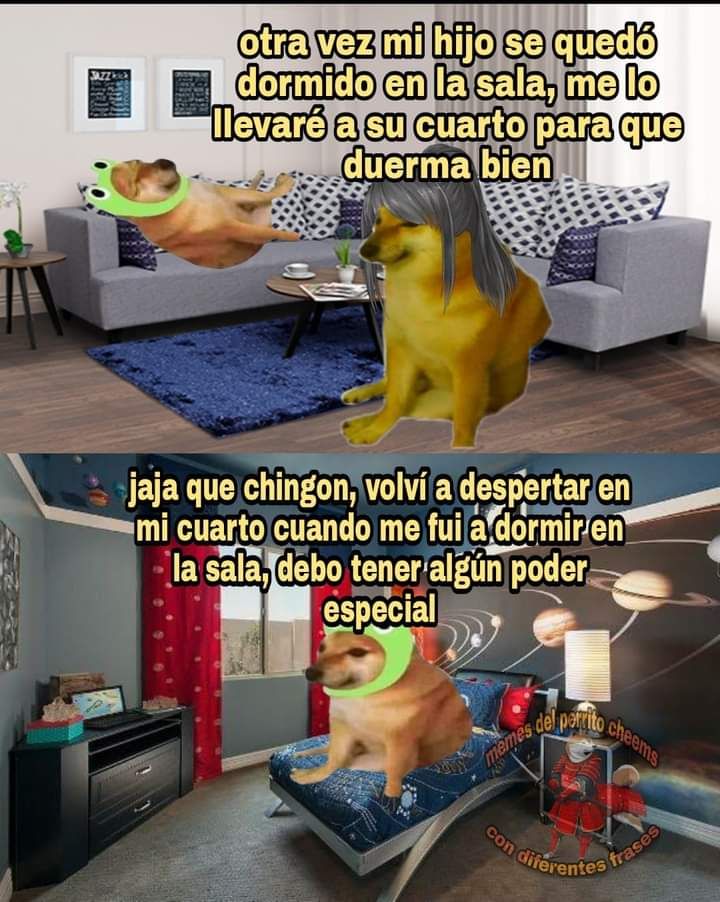 otra vez mi hijo se quedó
dormido en la sala, me lo
llevaré a su cuarto para que
duerma bien
JAZZ
jaja que chingon, volví a despertar en
mi cuarto cuando me fui a dormir en
la sala, debo tener algún poder
especial
memes del perrito cheems
con diferentes frases